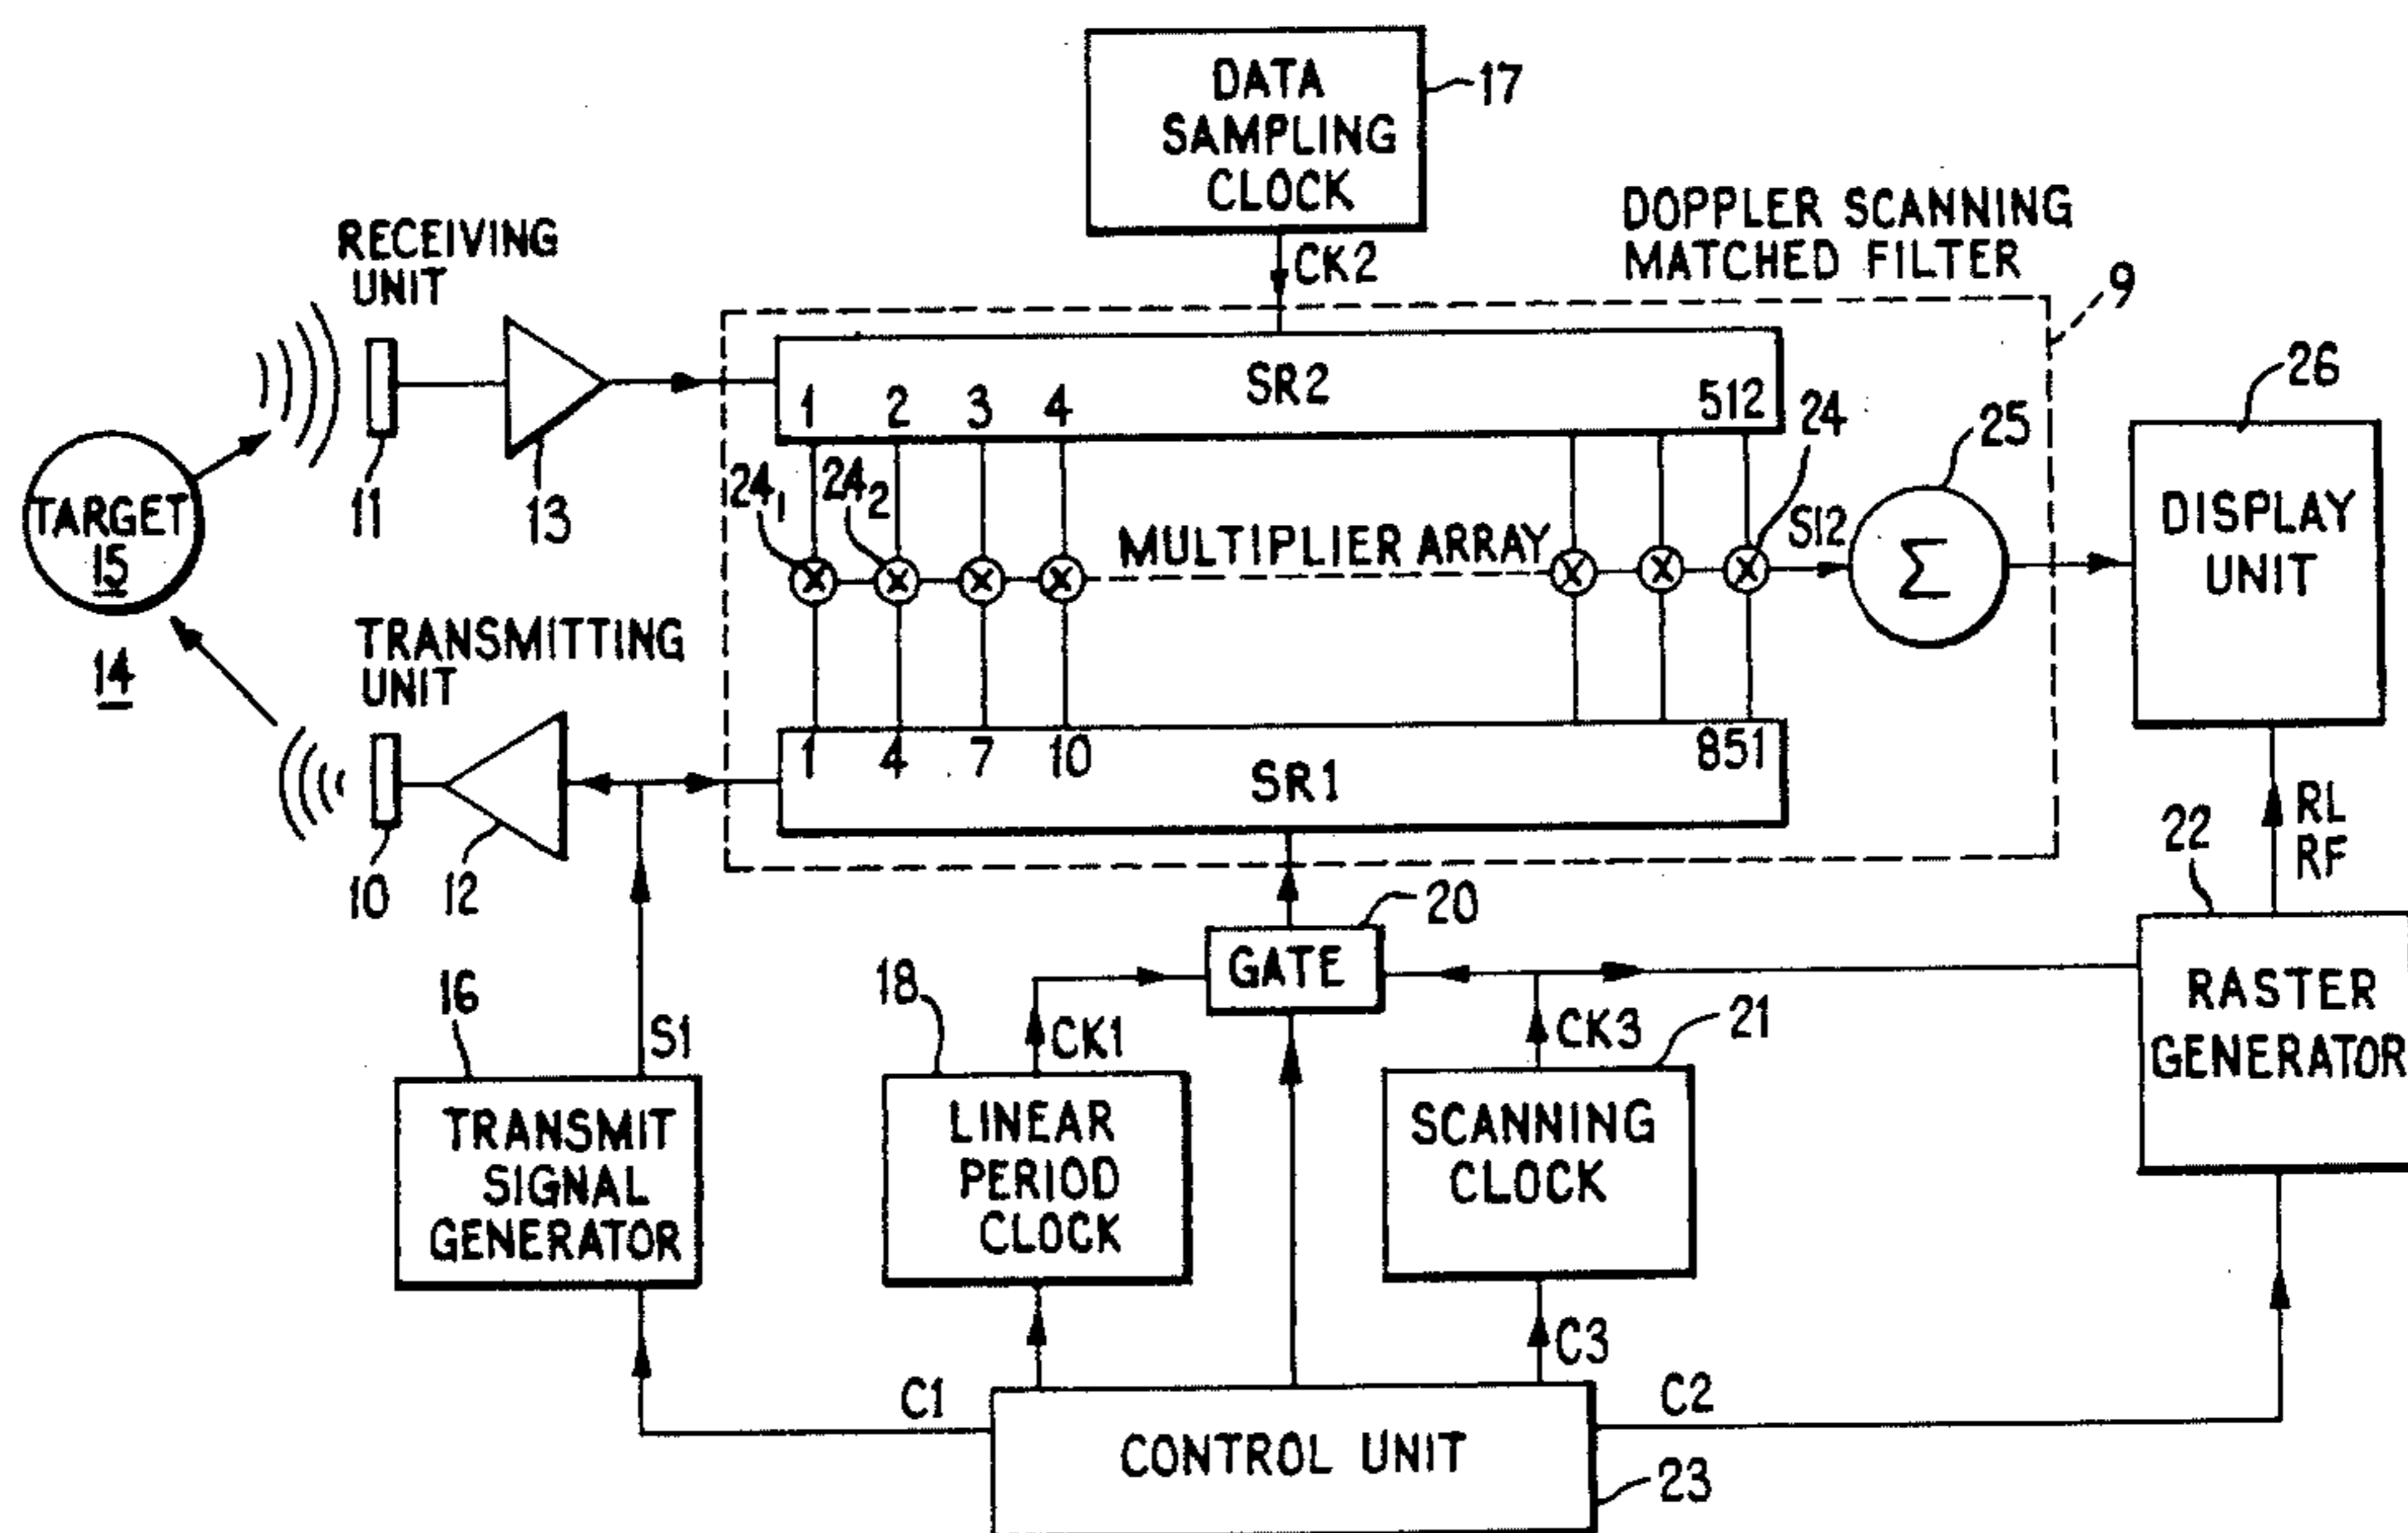 DATA
SAMPLING
CLOCK
17
CK2
DOPPLER SCANNING
MATCHED FILTER
9
RECEIVING
UNIT
11
13
SR2
1 2 3 4 512
24
25
26
TARGET
15
14
24₁ 24₂
MULTIPLIER ARRAY
S12
Σ
DISPLAY
UNIT
TRANSMITTING
UNIT
10
12
1 4 7 10 851
SR1
RL
RF
22
20
GATE
16
S1
18
CK1
CK3
21
RASTER
GENERATOR
TRANSMIT
SIGNAL
GENERATOR
LINEAR
PERIOD
CLOCK
SCANNING
CLOCK
C1
C3
C2
CONTROL UNIT
23